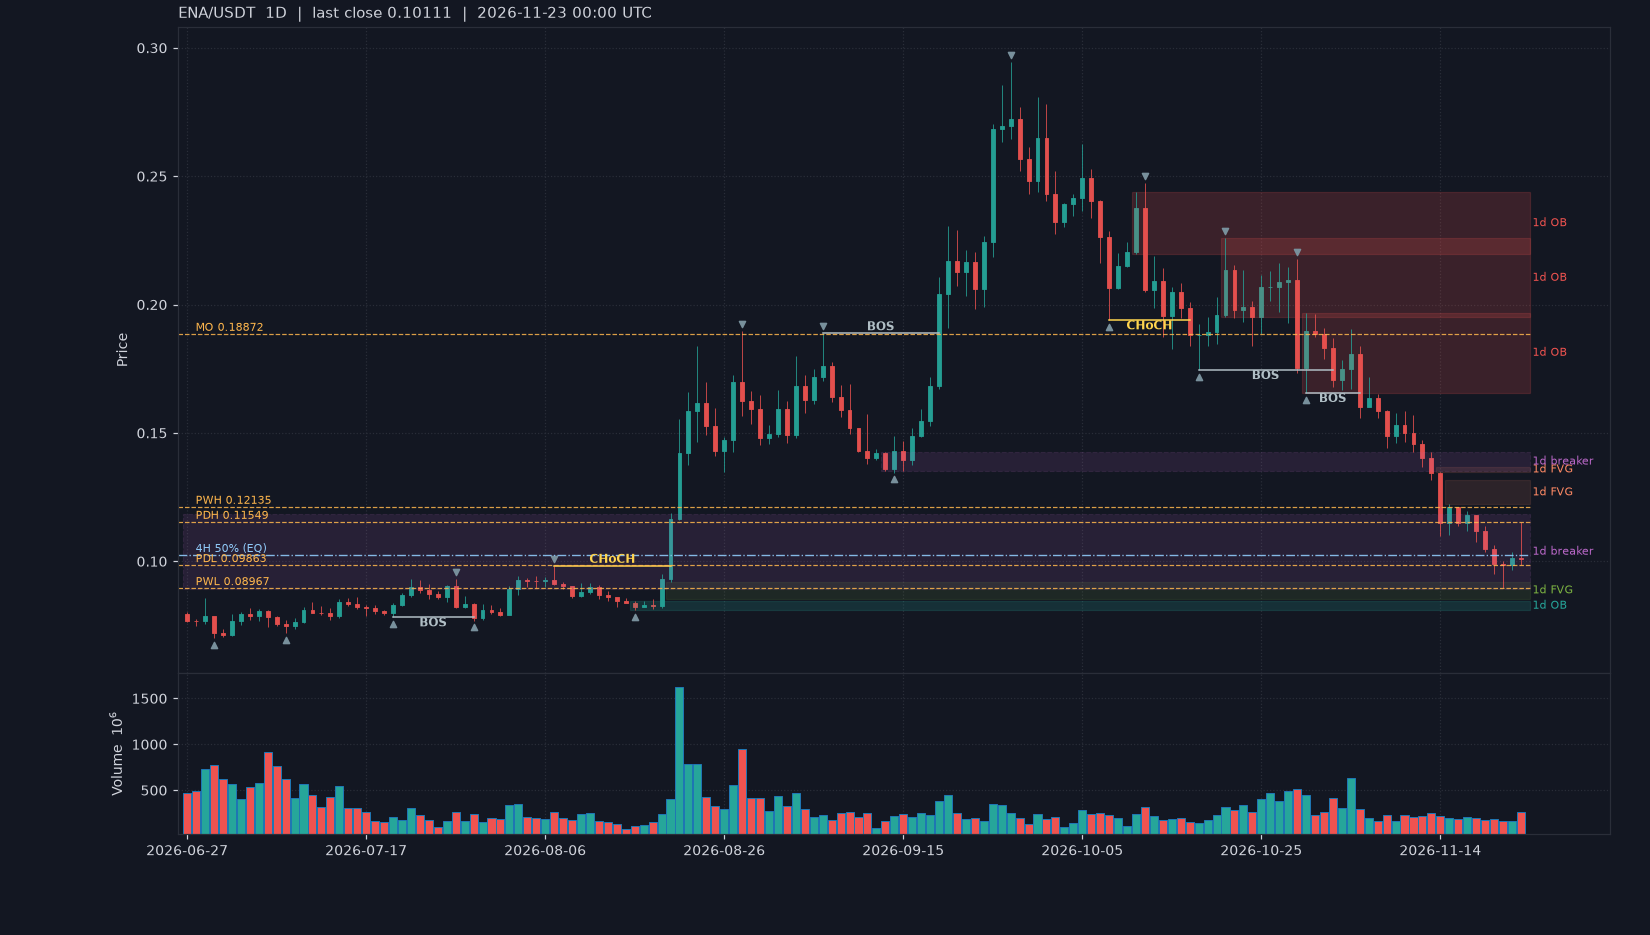 ENA/USDT 1D | last close 0.10111 | 2026-11-23 00:00 UTC
0.30
0.25
0.20
0.15
0.10
Price
MO 0.18872
PWH 0.12135
PDH 0.11549
4H 50% (EQ)
PDL 0.09863
PWL 0.08967
BOS
CHoCH
BOS
CHoCH
BOS
BOS
1d OB
1d OB
1d OB
1d breaker
1d FVG
1d FVG
1d breaker
1d FVG
1d OB
1500
1000
500
Volume 10⁶
2026-06-27
2026-07-17
2026-08-06
2026-08-26
2026-09-15
2026-10-05
2026-10-25
2026-11-14